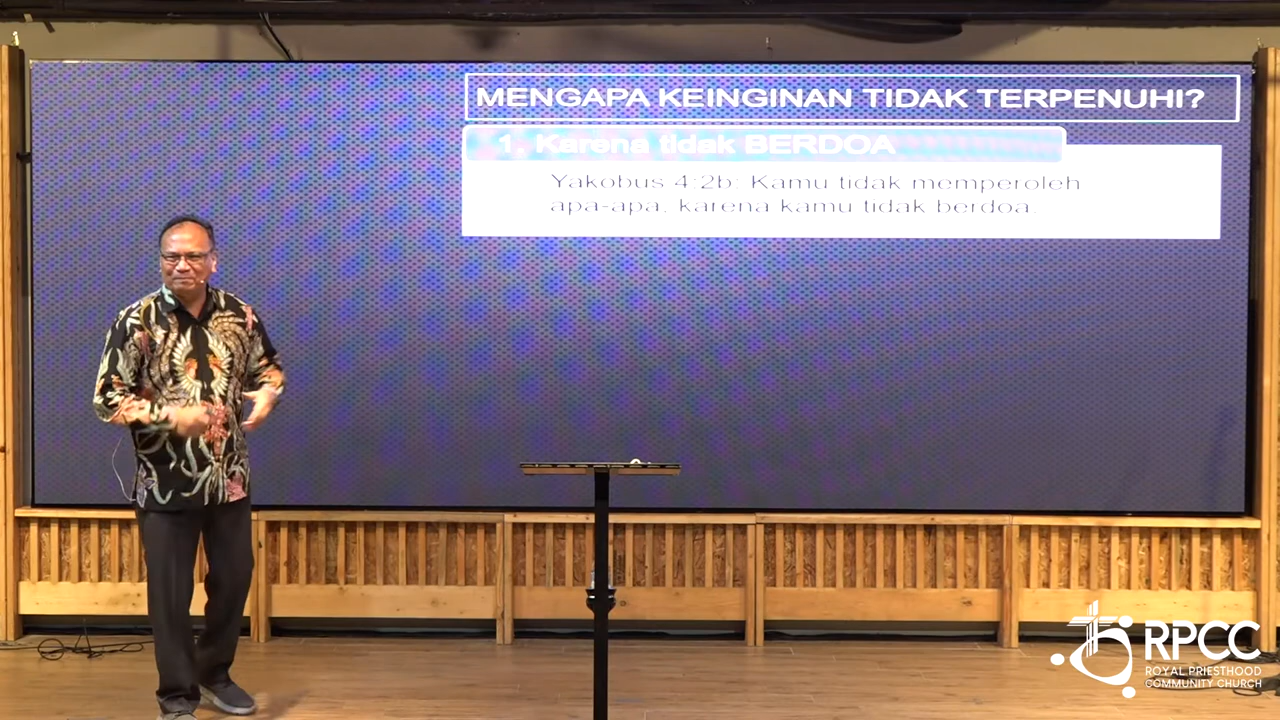 MENGAPA KEINGINAN TIDAK TERPENUHI?
1. Karena tidak BERDOA
Yakobus 4:2b: Kamu tidak memperoleh
apa-apa, karena kamu tidak berdoa.
RPCC
ROYAL PRIESTHOOD
COMMUNITY CHURCH